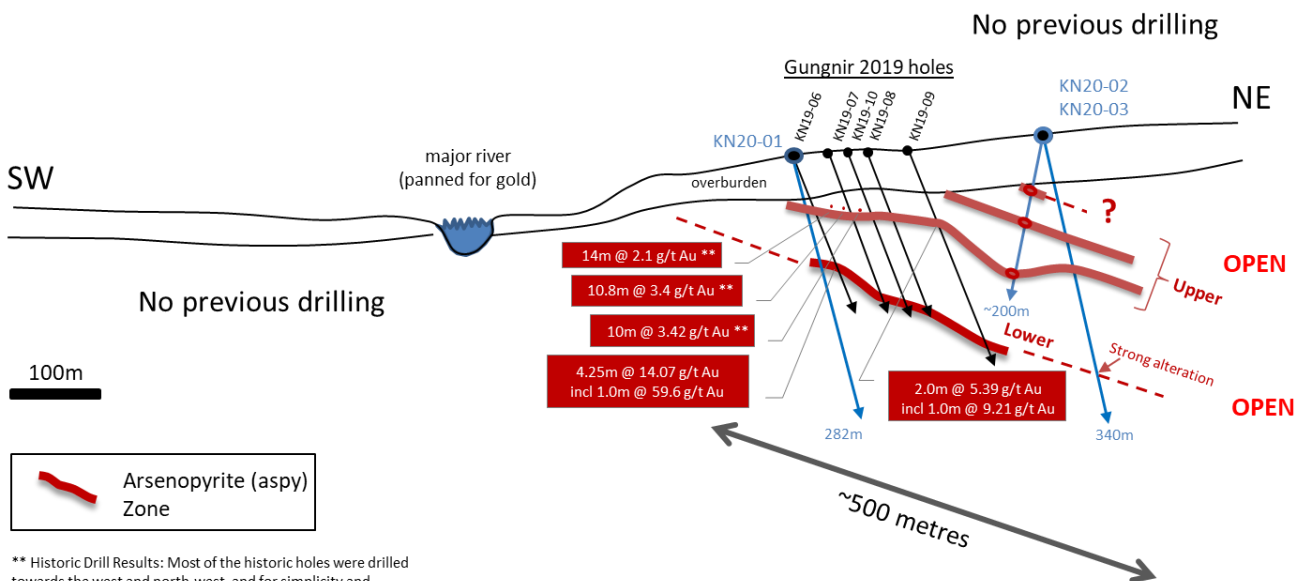 No previous drilling
Gungnir 2019 holes
KN20-02
KN20-03
NE
KN19-06
KN19-07
KN19-10
KN19-08
KN19-09
KN20-01
major river
(panned for gold)
SW
overburden
?
14m @ 2.1 g/t Au **
OPEN
Upper
10.8m @ 3.4 g/t Au **
No previous drilling
~200m
10m @ 3.42 g/t Au **
Lower
Strong alteration
100m
4.25m @ 14.07 g/t Au
incl 1.0m @ 59.6 g/t Au
2.0m @ 5.39 g/t Au
incl 1.0m @ 9.21 g/t Au
OPEN
282m
340m
Arsenopyrite (aspy)
Zone
~500 metres
** Historic Drill Results: Most of the historic holes were drilled
towards the west and north-west, and for simplicity and